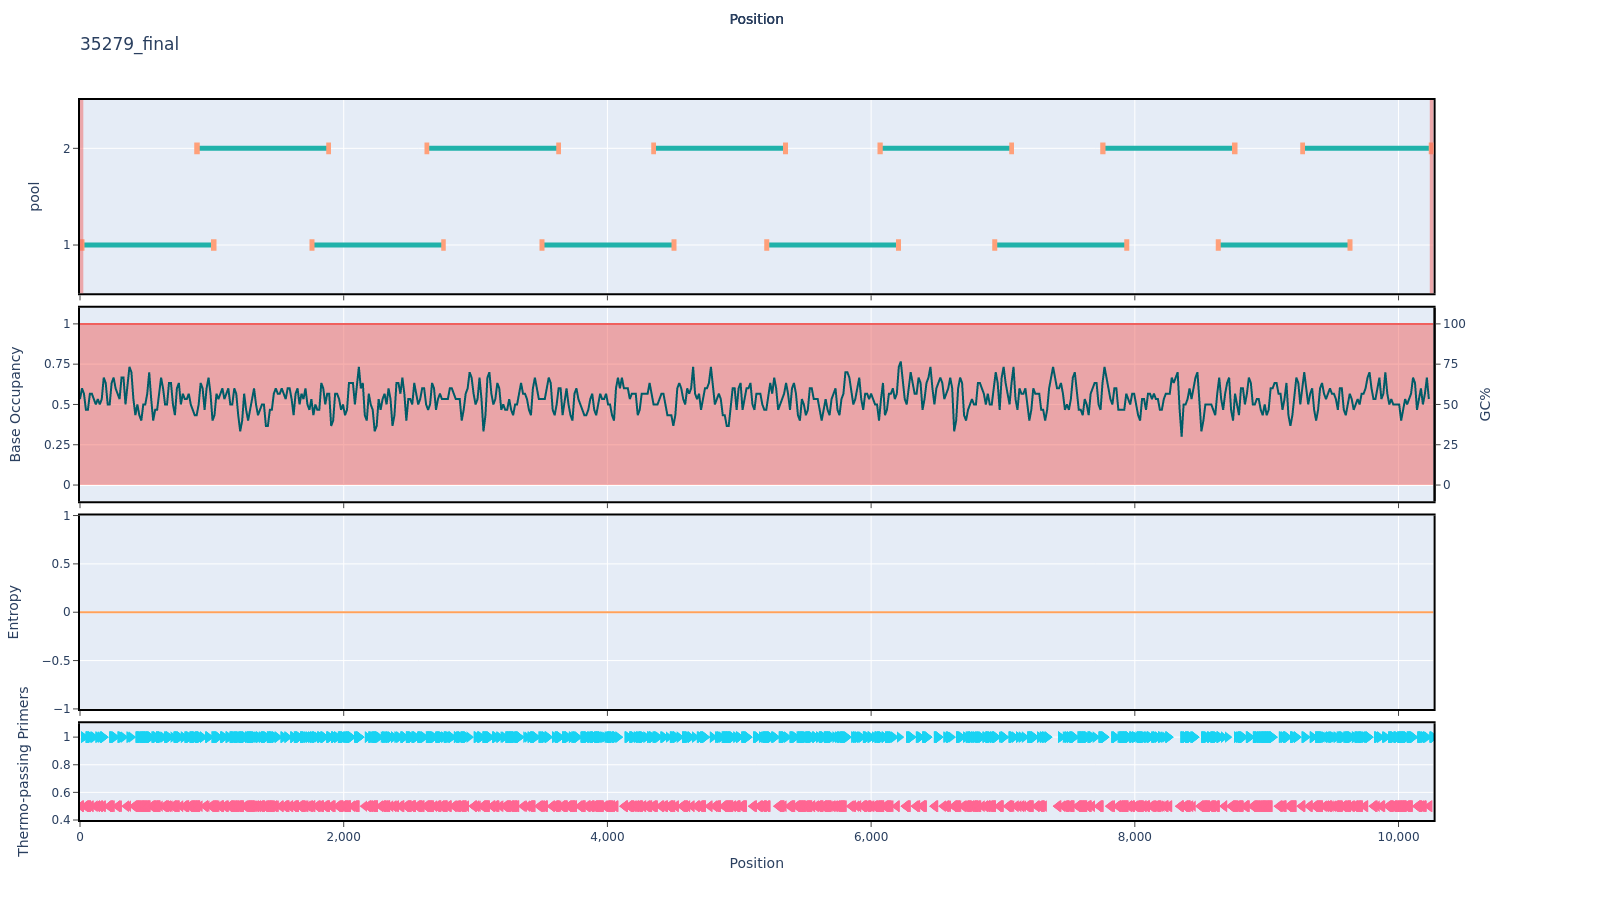 Position
35279_final
pool
2
1
Base Occupancy
1
0.75
0.5
0.25
0
100
75
50
25
0
GC%
Entropy
1
0.5
0
−0.5
−1
Thermo-passing Primers
1
0.8
0.6
0.4
0 2,000 4,000 6,000 8,000 10,000
Position